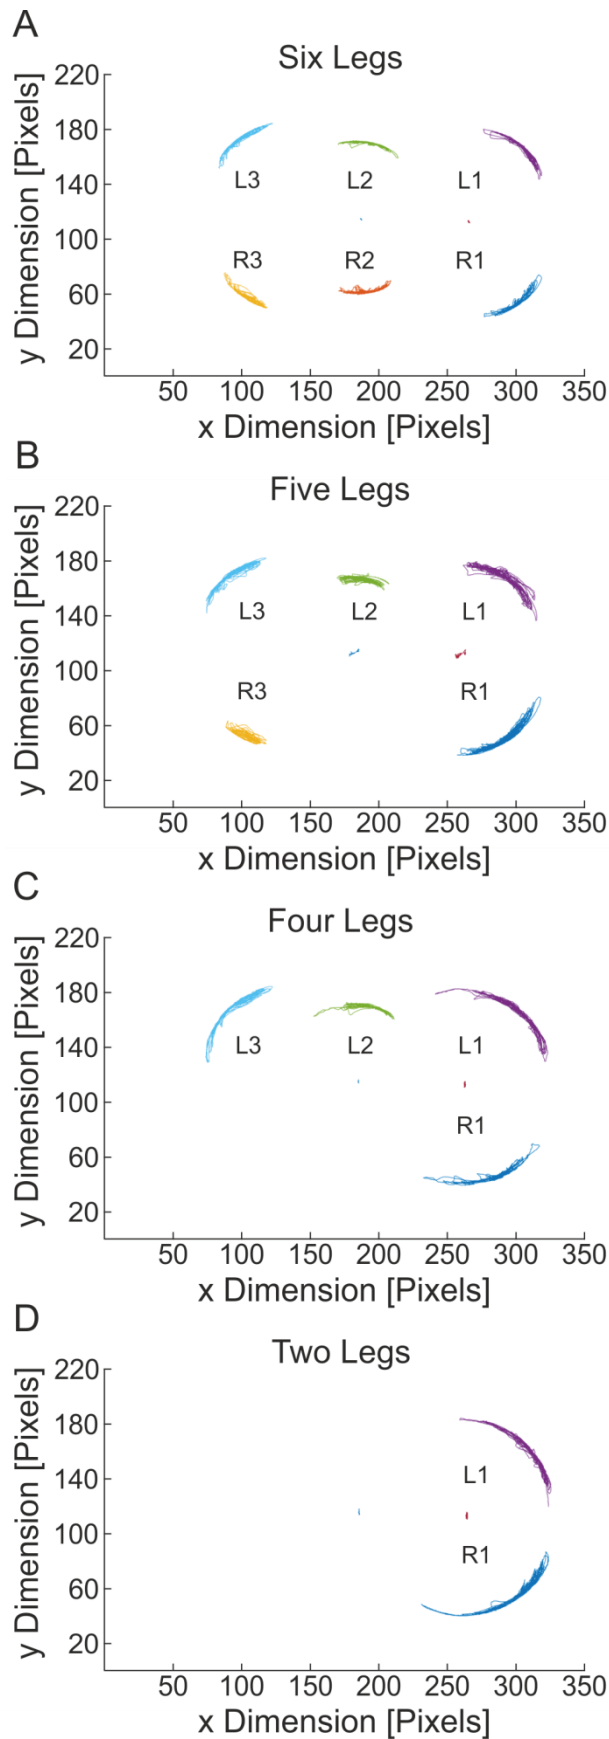 A
Six Legs
y Dimension [Pixels]
220
180
140
100
60
20
L3 L2 L1
R3 R2 R1
50 100 150 200 250 300 350
x Dimension [Pixels]
B
Five Legs
y Dimension [Pixels]
220
180
140
100
60
20
L3 L2 L1
R3 R1
50 100 150 200 250 300 350
x Dimension [Pixels]
C
Four Legs
y Dimension [Pixels]
220
180
140
100
60
20
L3 L2 L1
R1
50 100 150 200 250 300 350
x Dimension [Pixels]
D
Two Legs
y Dimension [Pixels]
220
180
140
100
60
20
L1
R1
50 100 150 200 250 300 350
x Dimension [Pixels]